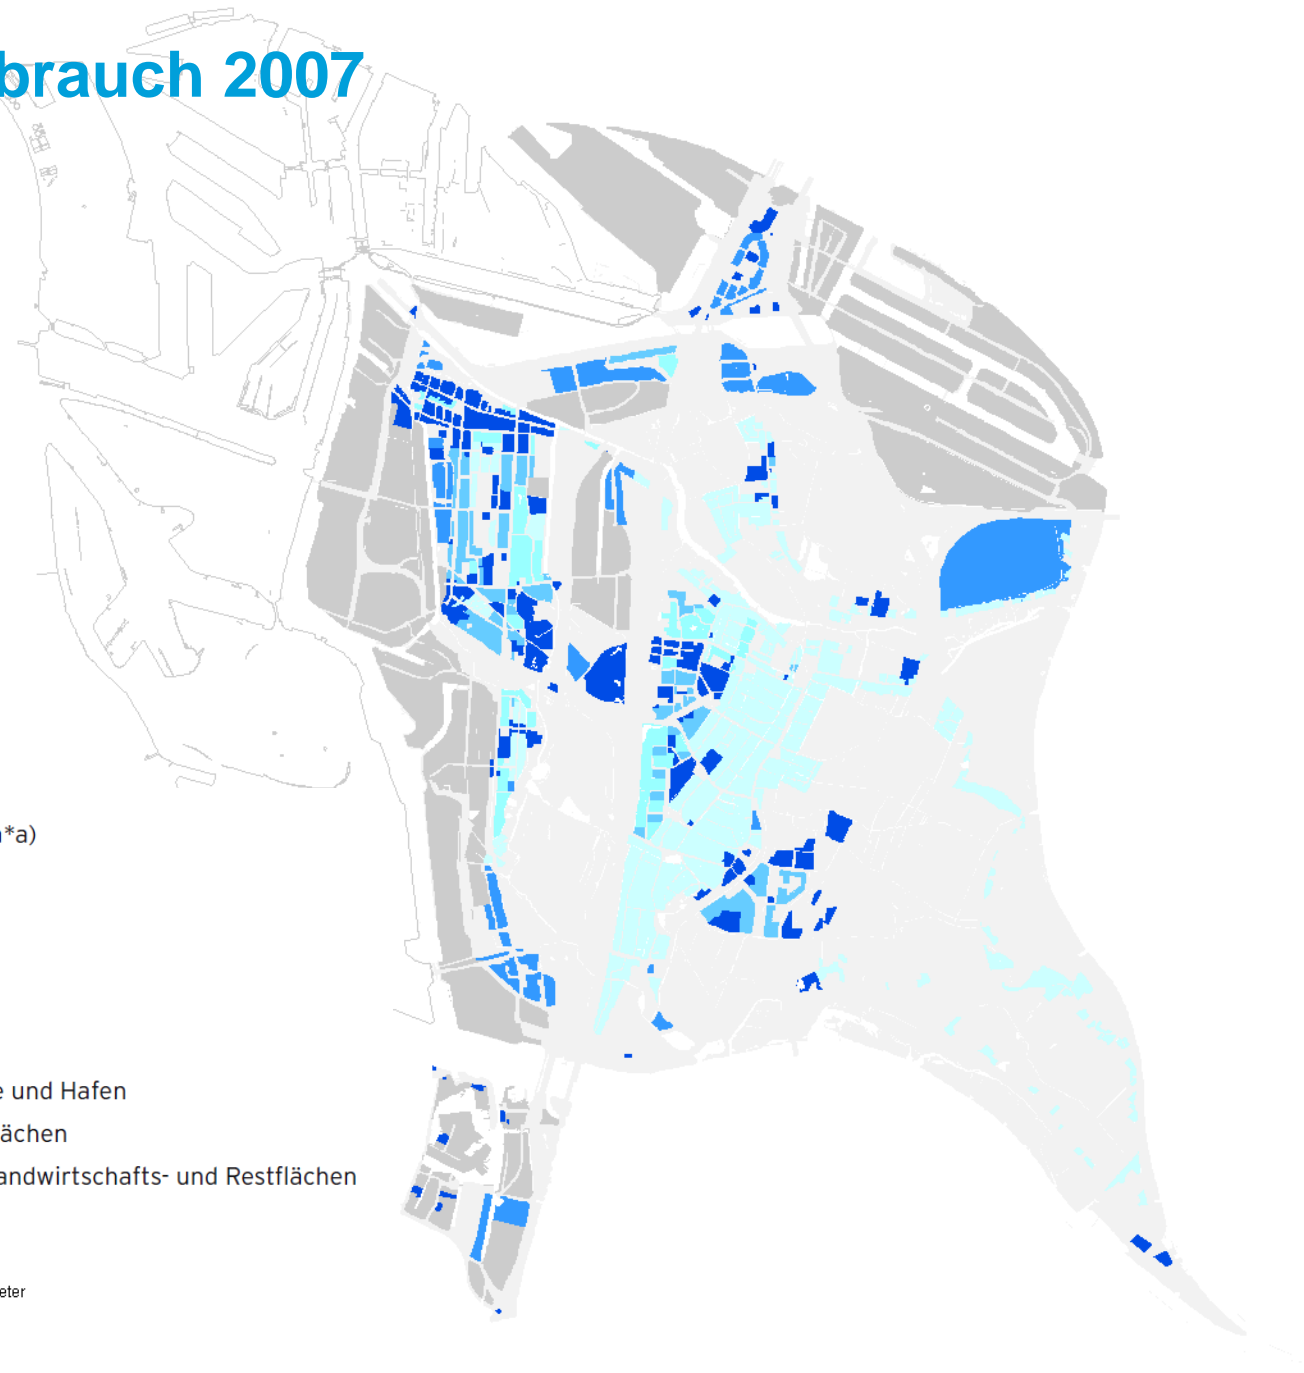 brauch 2007
*a)
e und Hafen
ächen
andwirtschafts- und Restflächen
eter